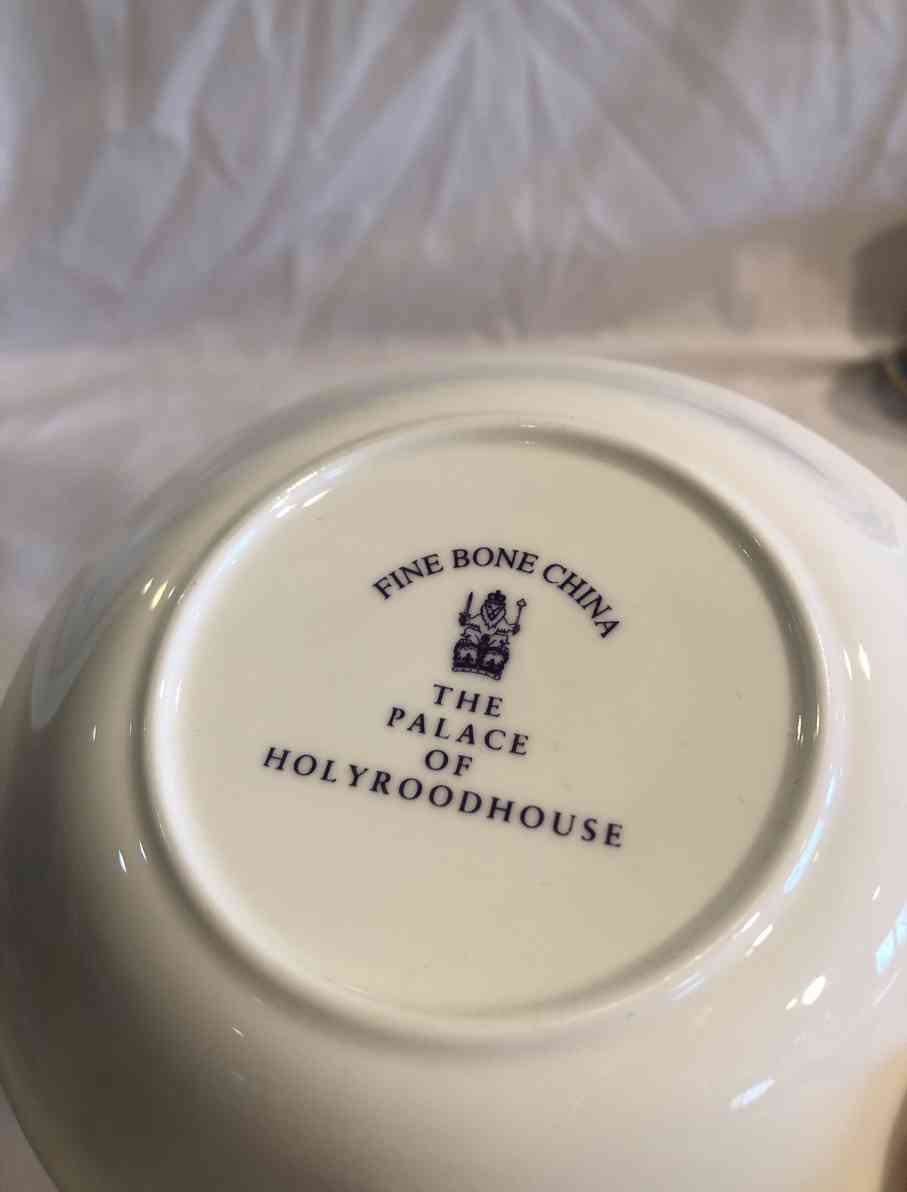 FINE BONE CHINA
THE
PALACE
OF
HOLYROODHOUSE